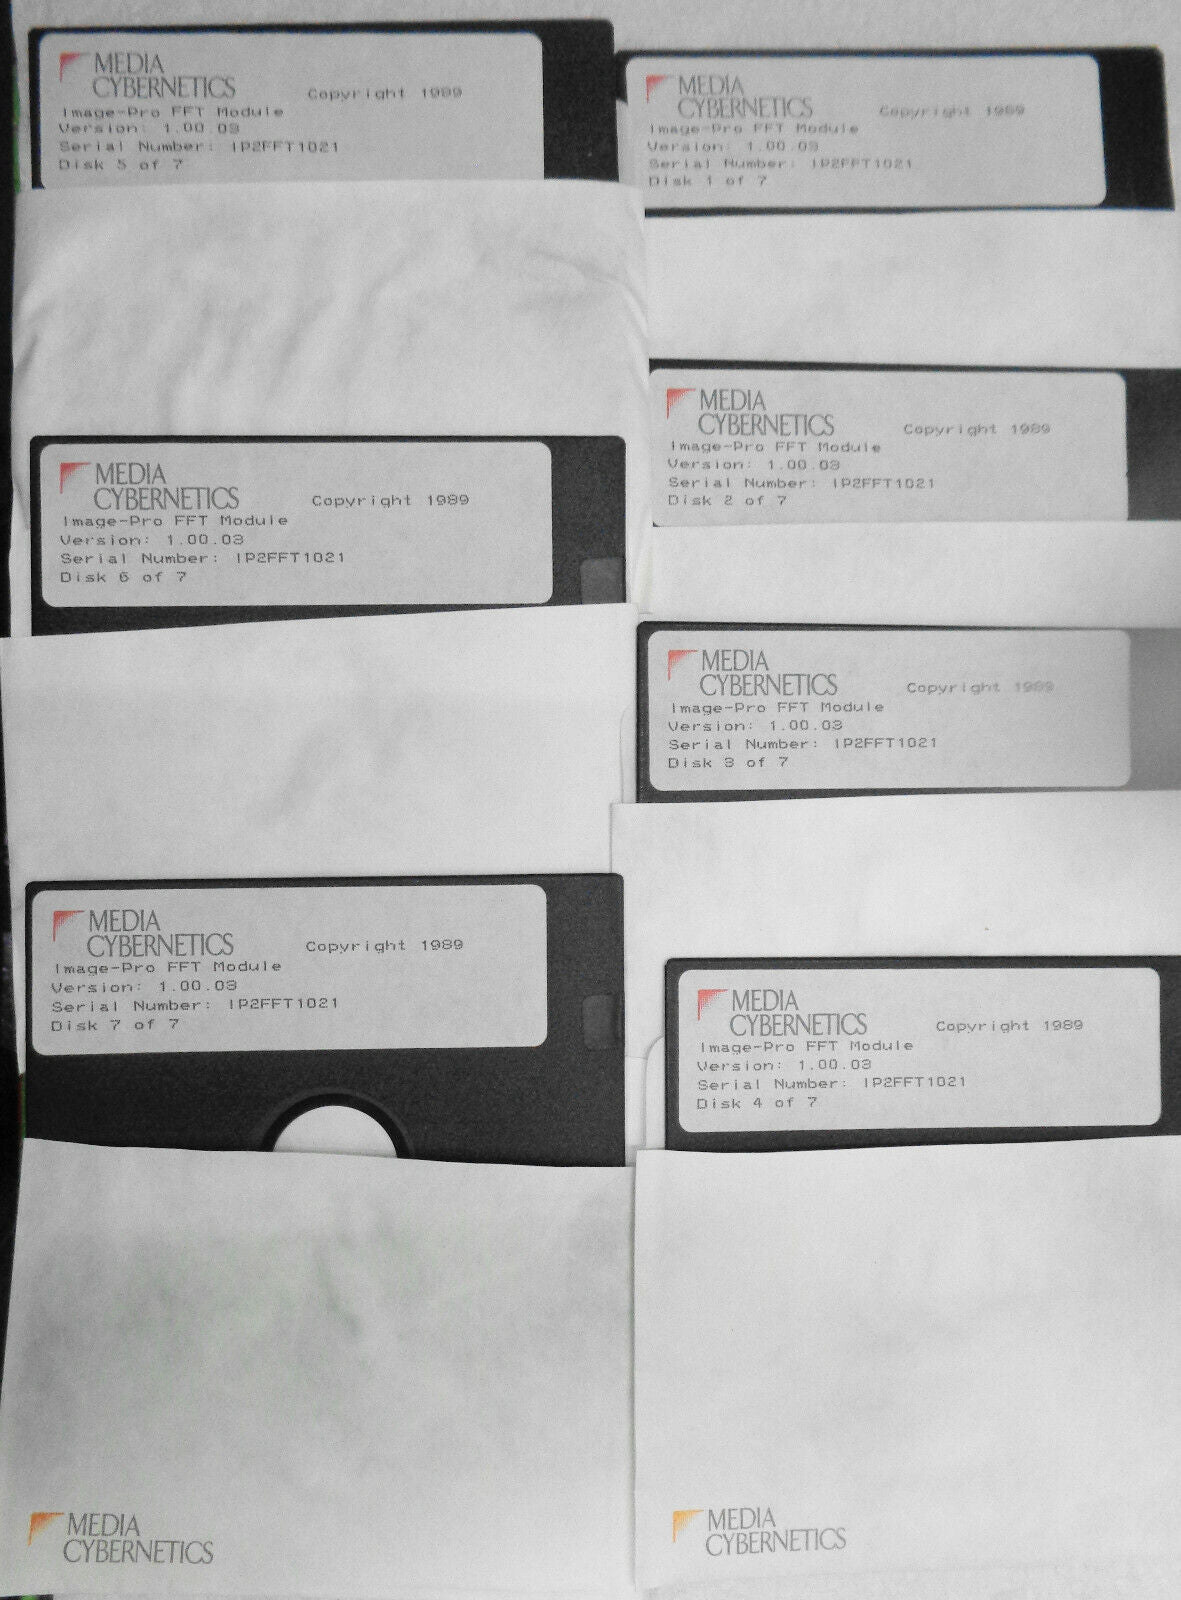 MEDIA
CYBERNETICS
Copyright 1989
Image-Pro FFT Module
Version: 1.00.03
Serial Number: IP2FFT1021
Disk 5 of 7
MEDIA
CYBERNETICS
Copyright 1989
Image-Pro FFT Module
Version: 1.00.03
Serial Number: IP2FFT1021
Disk 6 of 7
MEDIA
CYBERNETICS
Copyright 1989
Image-Pro FFT Module
Version: 1.00.03
Serial Number: IP2FFT1021
Disk 7 of 7
MEDIA
CYBERNETICS
MEDIA
CYBERNETICS
Copyright 1989
Image-Pro FFT Module
Version: 1.00.03
Serial Number: IP2FFT1021
Disk 1 of 7
MEDIA
CYBERNETICS
Copyright 1989
Image-Pro FFT Module
Version: 1.00.03
Serial Number: IP2FFT1021
Disk 2 of 7
MEDIA
CYBERNETICS
Copyright 1989
Image-Pro FFT Module
Version: 1.00.03
Serial Number: IP2FFT1021
Disk 3 of 7
MEDIA
CYBERNETICS
Copyright 1989
Image-Pro FFT Module
Version: 1.00.03
Serial Number: IP2FFT1021
Disk 4 of 7
MEDIA
CYBERNETICS